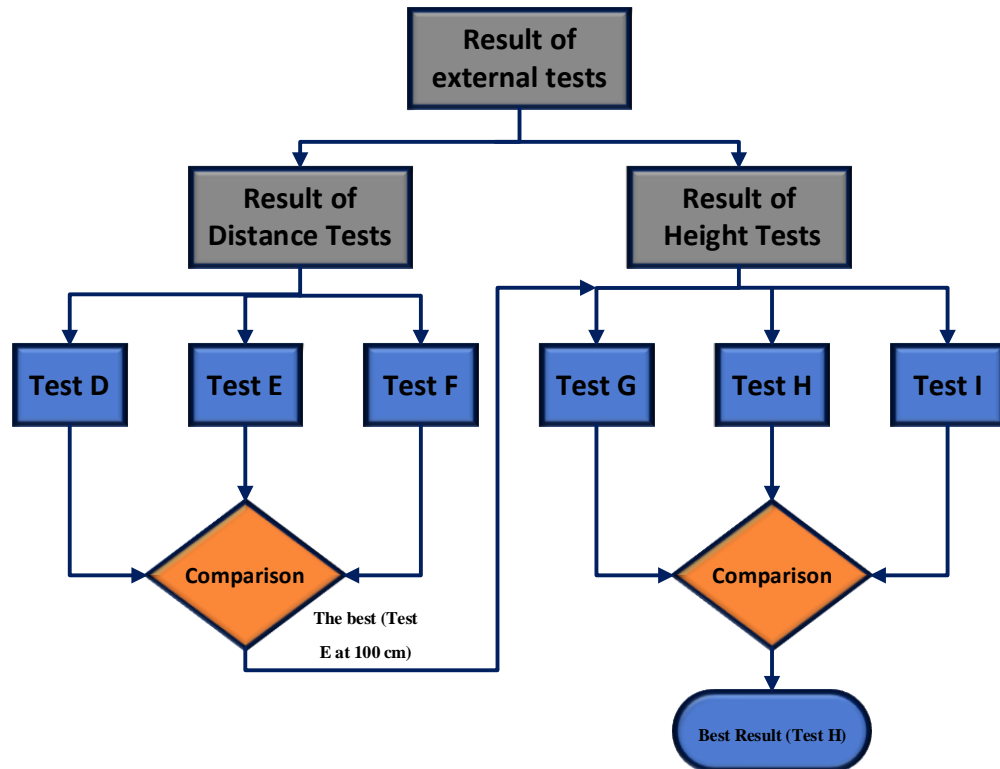 Result of
external tests
Result of
Distance Tests
Result of
Height Tests
Test D
Test E
Test F
Test G
Test H
Test I
Comparison
Comparison
The best (Test
E at 100 cm)
Best Result (Test H)